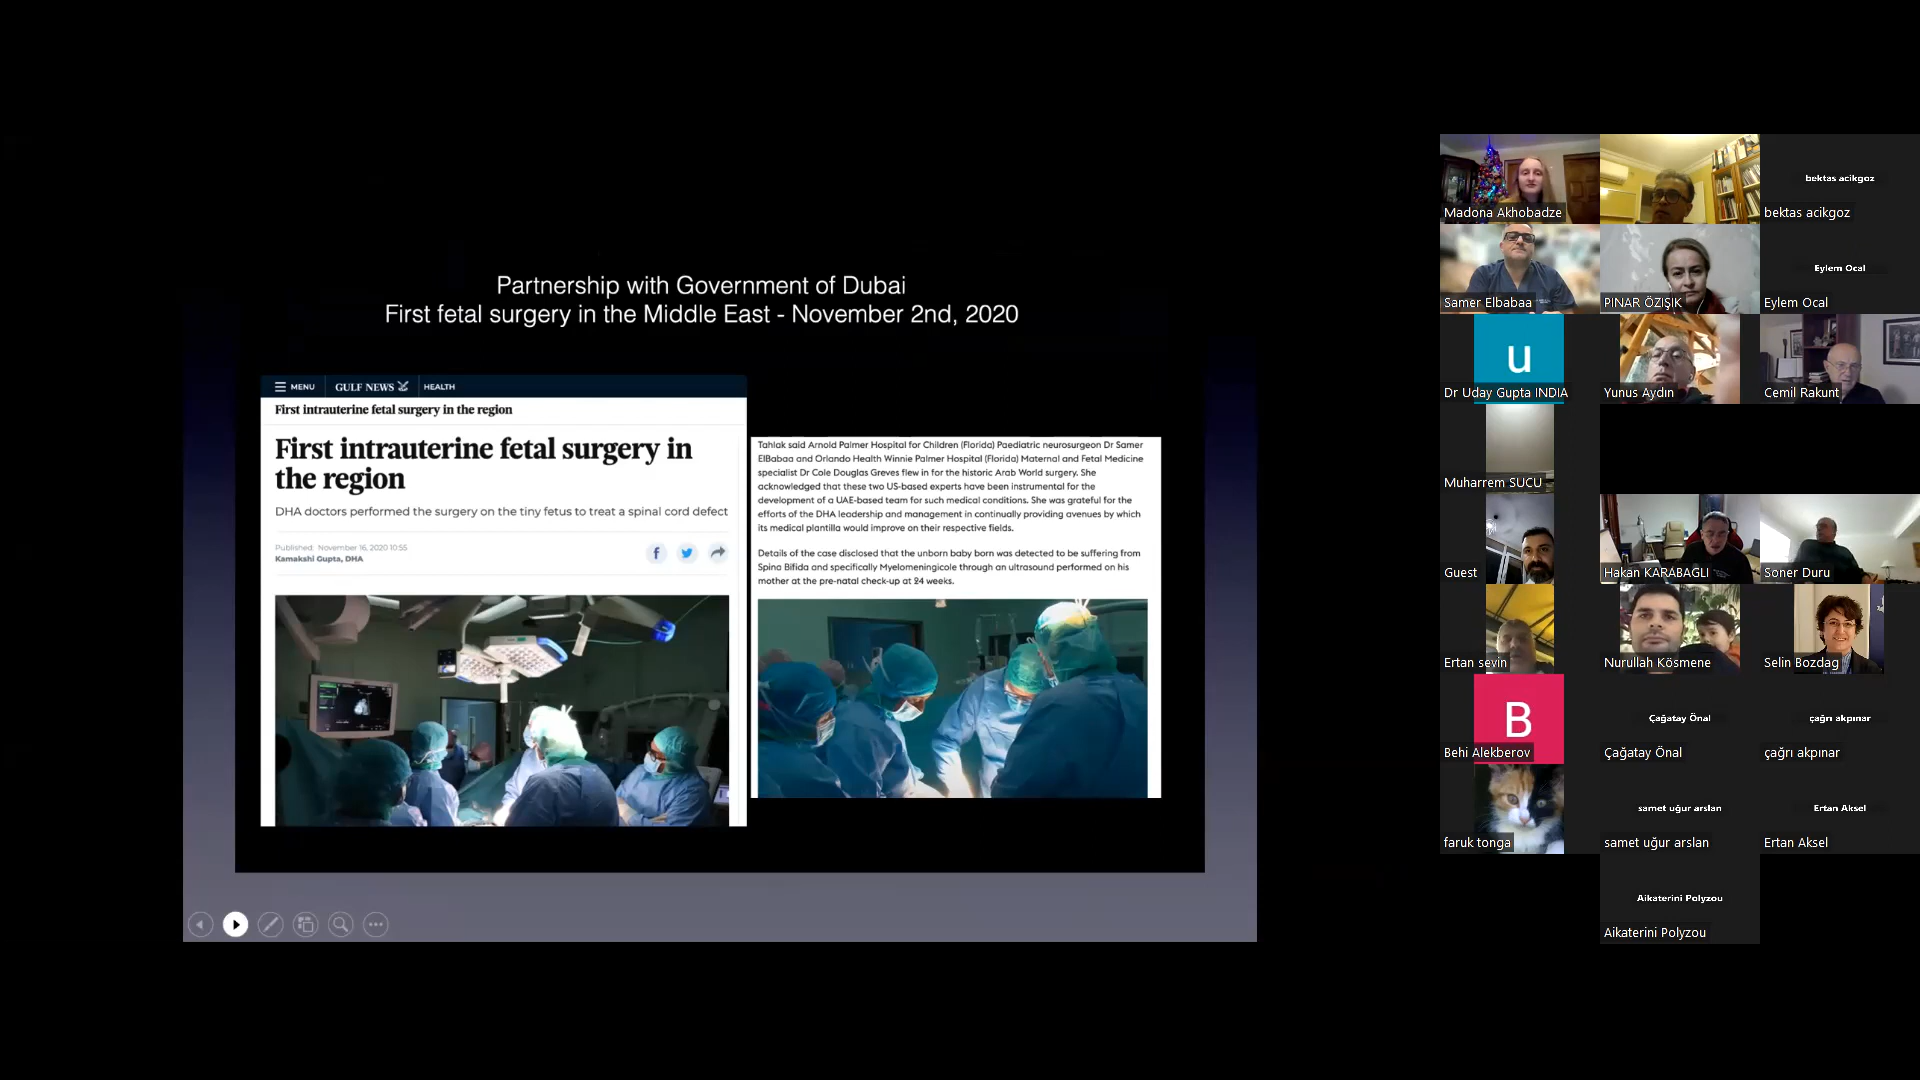 Partnership with Government of Dubai
First fetal surgery in the Middle East - November 2nd, 2020
MENU
GULF NEWS
HEALTH
First intrauterine fetal surgery in the region
First intrauterine fetal surgery in
the region
DHA doctors performed the surgery on the tiny fetus to treat a spinal cord defect
Published: November 16, 2020 10:55
Kamakshi Gupta, DHA
Tahlak said Arnold Palmer Hospital for Children (Florida) Paediatric neurosurgeon Dr Samer
ElBabaa and Orlando Health Winnie Palmer Hospital (Florida) Maternal and Fetal Medicine
specialist Dr Cole Douglas Greves flew in for the historic Arab World surgery. She
acknowledged that these two US-based experts have been instrumental for the
development of a UAE-based team for such medical conditions. She was grateful for the
efforts of the DHA leadership and management in continually providing avenues by which
its medical plantilla would improve on their respective fields.
Details of the case disclosed that the unborn baby born was detected to be suffering from
Spina Bifida and specifically Myelomeningicole through an ultrasound performed on his
mother at the pre-natal check-up at 24 weeks.
Madona Akhobadze
bektas acikgoz
bektas acikgoz
Samer Elbabaa
PINAR ÖZIŞIK
Eylem Ocal
Eylem Ocal
u
Dr Uday Gupta INDIA
Yunus Aydın
Cemil Rakunt
Muharrem SUCU
Guest
Hakan KARABAGLI
Soner Duru
Ertan sevin
Nurullah Kösmene
Selin Bozdag
B
Behi Alekberov
Çağatay Önal
Çağatay Önal
çağrı akpınar
çağrı akpınar
faruk tonga
samet uğur arslan
samet uğur arslan
Ertan Aksel
Ertan Aksel
Aikaterini Polyzou
Aikaterini Polyzou